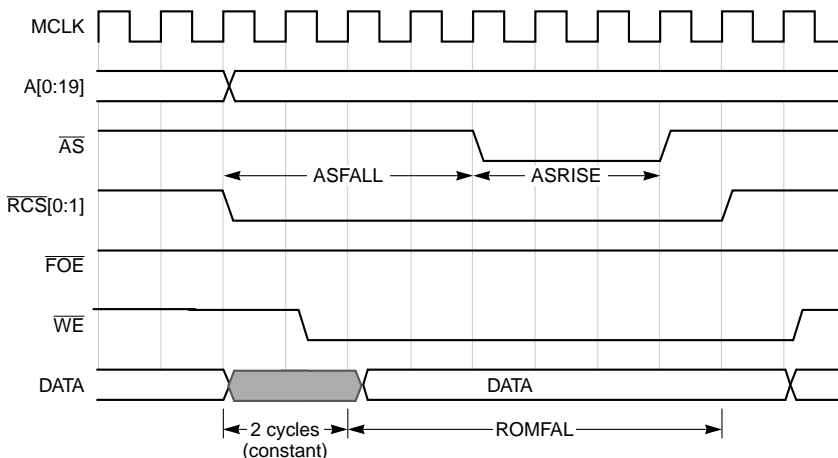 MCLK
A[0:19]
AS
ASFALL
ASRISE
RCS[0:1]
FOE
WE
DATA
DATA
2 cycles
(constant)
ROMFAL